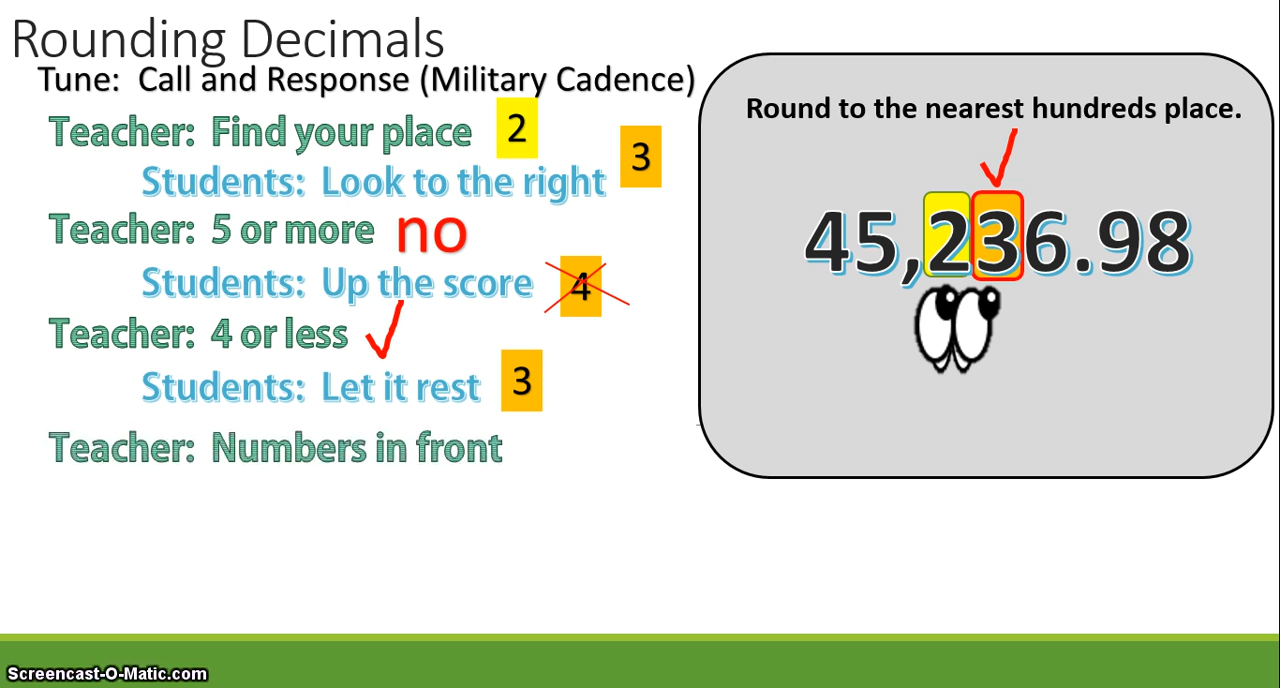 Rounding Decimals
Tune: Call and Response (Military Cadence)
Teacher: Find your place 2
Students: Look to the right 3
Teacher: 5 or more no
Students: Up the score 4
Teacher: 4 or less
Students: Let it rest 3
Teacher: Numbers in front
Round to the nearest hundreds place.
45,236.98
Screencast-O-Matic.com